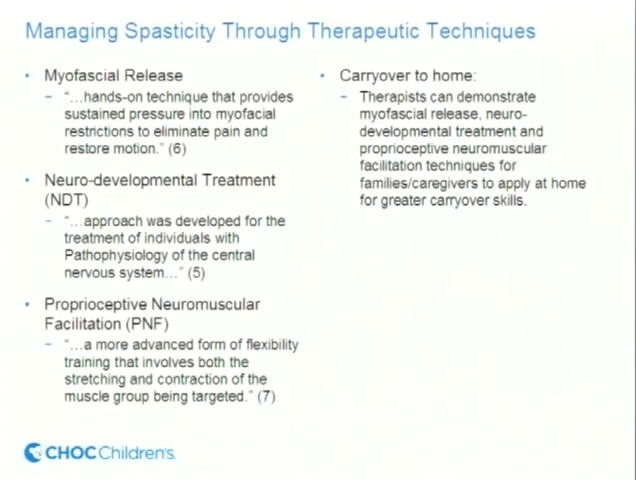 Managing Spasticity Through Therapeutic Techniques
• Myofascial Release
– “…hands-on technique that provides
sustained pressure into myofacial
restrictions to eliminate pain and
restore motion.” (6)
• Neuro-developmental Treatment
(NDT)
– “…approach was developed for the
treatment of individuals with
Pathophysiology of the central
nervous system…” (5)
• Proprioceptive Neuromuscular
Facilitation (PNF)
– “…a more advanced form of flexibility
training that involves both the
stretching and contraction of the
muscle group being targeted.” (7)
• Carryover to home:
– Therapists can demonstrate
myofascial release, neuro-
developmental treatment and
proprioceptive neuromuscular
facilitation techniques for
families/caregivers to apply at home
for greater carryover skills.
CHOC Children's.